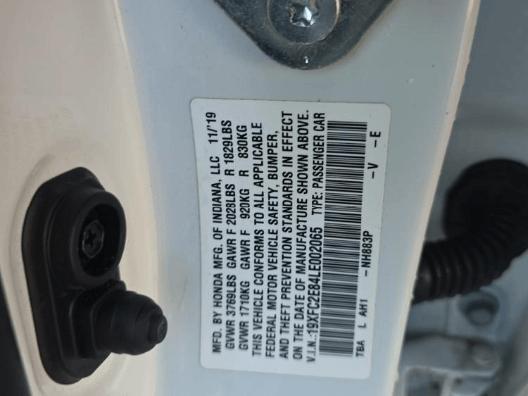 MFD. BY HONDA MFG. OF INDIANA, LLC 11/'19
GVWR 3769LBS GAWR F 2028LBS R 1829LBS
GVWR 1710KG GAWR F 920KG R 830KG
THIS VEHICLE CONFORMS TO ALL APPLICABLE
FEDERAL MOTOR VEHICLE SAFETY, BUMPER,
AND THEFT PREVENTION STANDARDS IN EFFECT
ON THE DATE OF MANUFACTURE SHOWN ABOVE.
V.I.N.: 19XFC2E84LE002065 TYPE: PASSENGER CAR
TBA L AH1 -NH883P -V -E